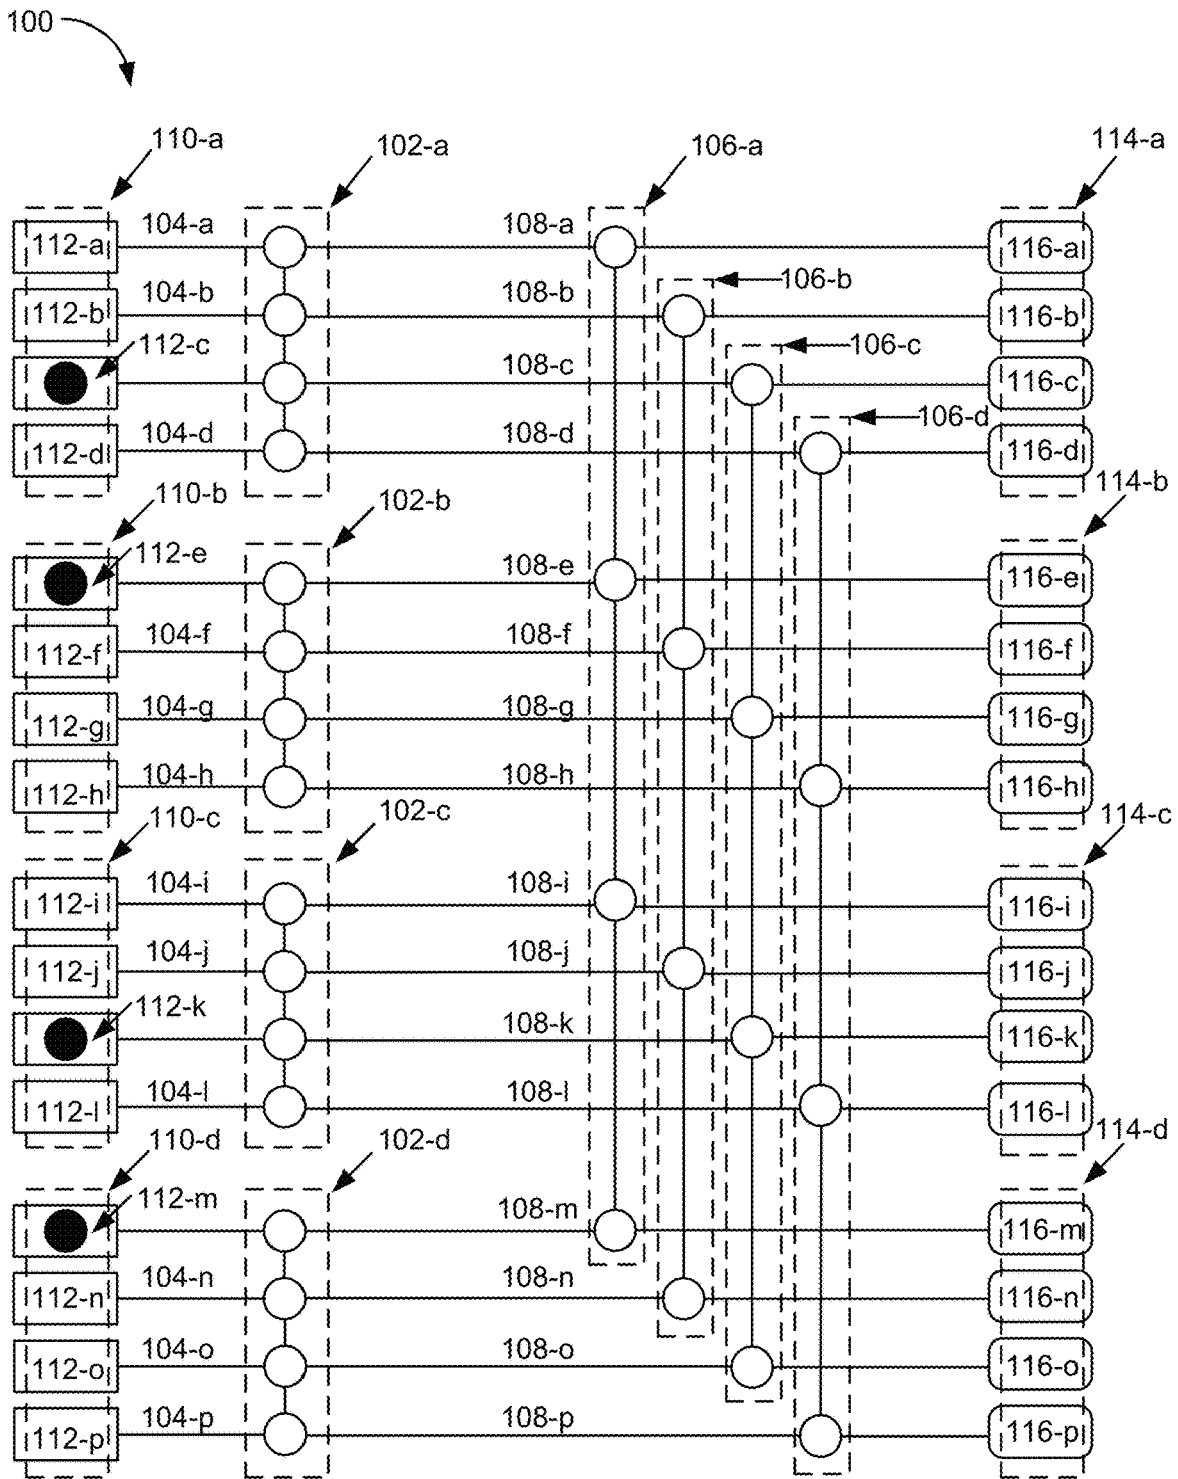 100
110-a 102-a 106-a 114-a
112-a 104-a 108-a 116-a
106-b
112-b 104-b 108-b 116-b
112-c 108-c 106-c 116-c
106-d
112-d 104-d 108-d 116-d
110-b 102-b 114-b
112-e 108-e 116-e
112-f 104-f 108-f 116-f
112-g 104-g 108-g 116-g
112-h 104-h 108-h 116-h
110-c 102-c 114-c
112-i 104-i 108-i 116-i
112-j 104-j 108-j 116-j
112-k 108-k 116-k
112-l 104-l 108-l 116-l
110-d 102-d 114-d
112-m 108-m 116-m
112-n 104-n 108-n 116-n
112-o 104-o 108-o 116-o
112-p 104-p 108-p 116-p